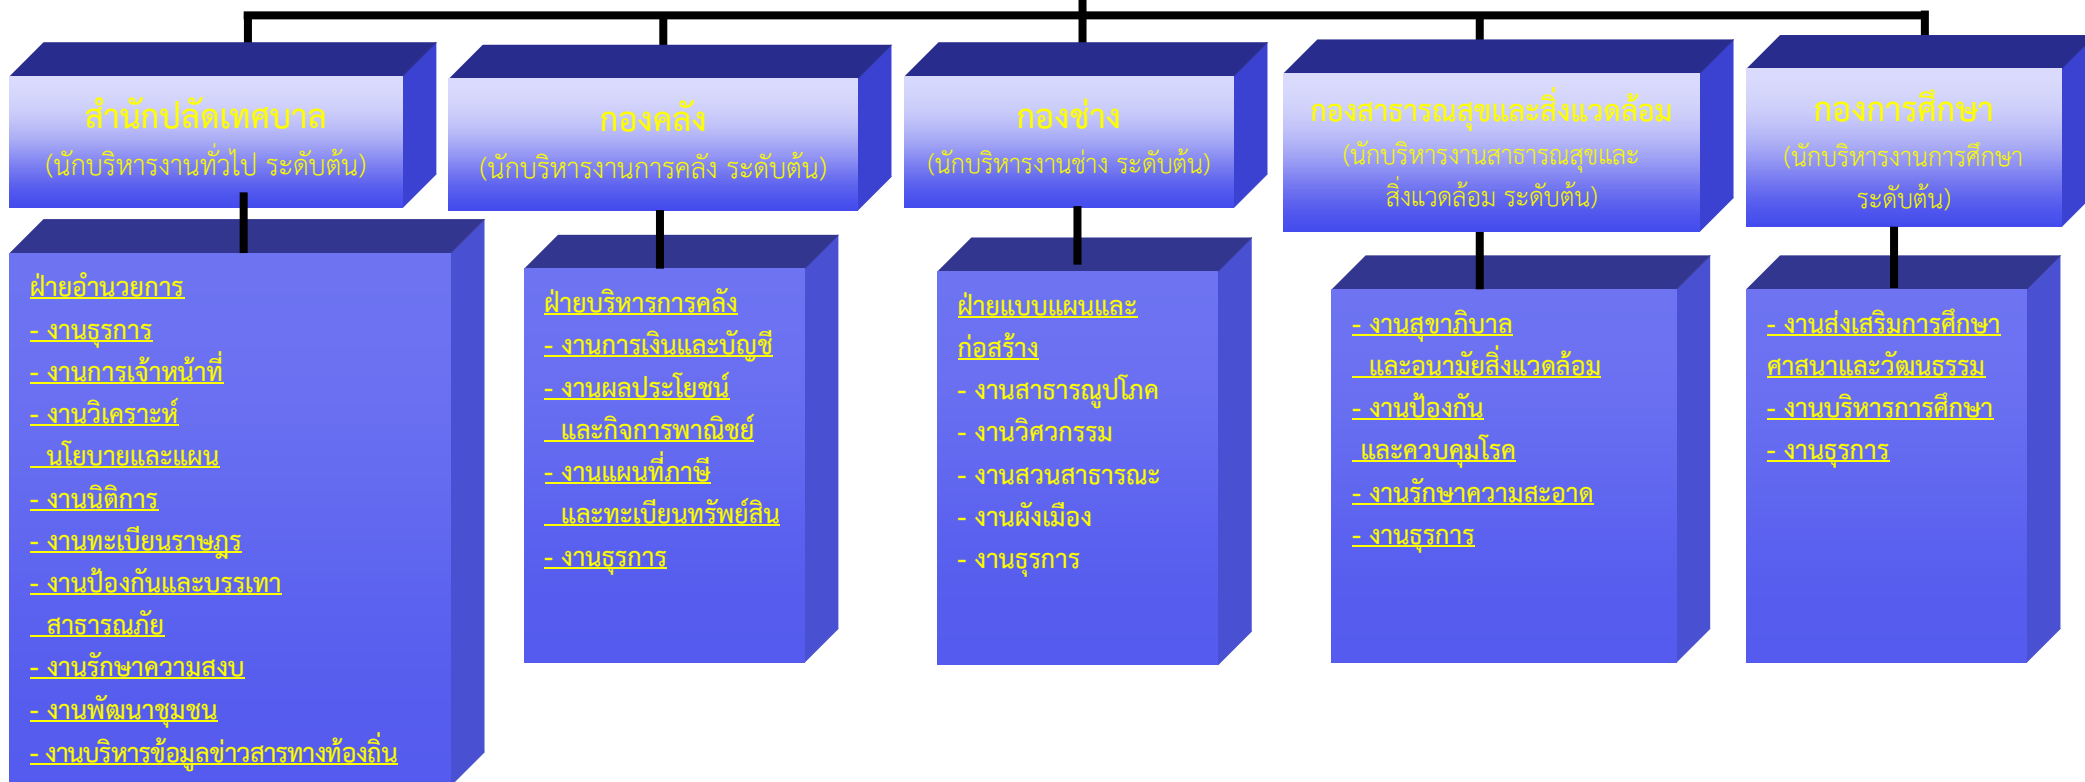 สำนักปลัดเทศบาล
(นักบริหารงานทั่วไป ระดับต้น)
กองคลัง
(นักบริหารงานการคลัง ระดับต้น)
กองช่าง
(นักบริหารงานช่าง ระดับต้น)
กองสาธารณสุขและสิ่งแวดล้อม
(นักบริหารงานสาธารณสุขและ
สิ่งแวดล้อม ระดับต้น)
กองการศึกษา
(นักบริหารงานการศึกษา
ระดับต้น)
ฝ่ายอำนวยการ
- งานธุรการ
- งานการเจ้าหน้าที่
- งานวิเคราะห์
นโยบายและแผน
- งานนิติการ
- งานทะเบียนราษฎร
- งานป้องกันและบรรเทา
สาธารณภัย
- งานรักษาความสงบ
- งานพัฒนาชุมชน
- งานบริหารข้อมูลข่าวสารทางท้องถิ่น
ฝ่ายบริหารการคลัง
- งานการเงินและบัญชี
- งานผลประโยชน์
และกิจการพาณิชย์
- งานแผนที่ภาษี
และทะเบียนทรัพย์สิน
- งานธุรการ
ฝ่ายแบบแผนและ
ก่อสร้าง
- งานสาธารณูปโภค
- งานวิศวกรรม
- งานสวนสาธารณะ
- งานผังเมือง
- งานธุรการ
- งานสุขาภิบาล
และอนามัยสิ่งแวดล้อม
- งานป้องกัน
และควบคุมโรค
- งานรักษาความสะอาด
- งานธุรการ
- งานส่งเสริมการศึกษา
ศาสนาและวัฒนธรรม
- งานบริหารการศึกษา
- งานธุรการ